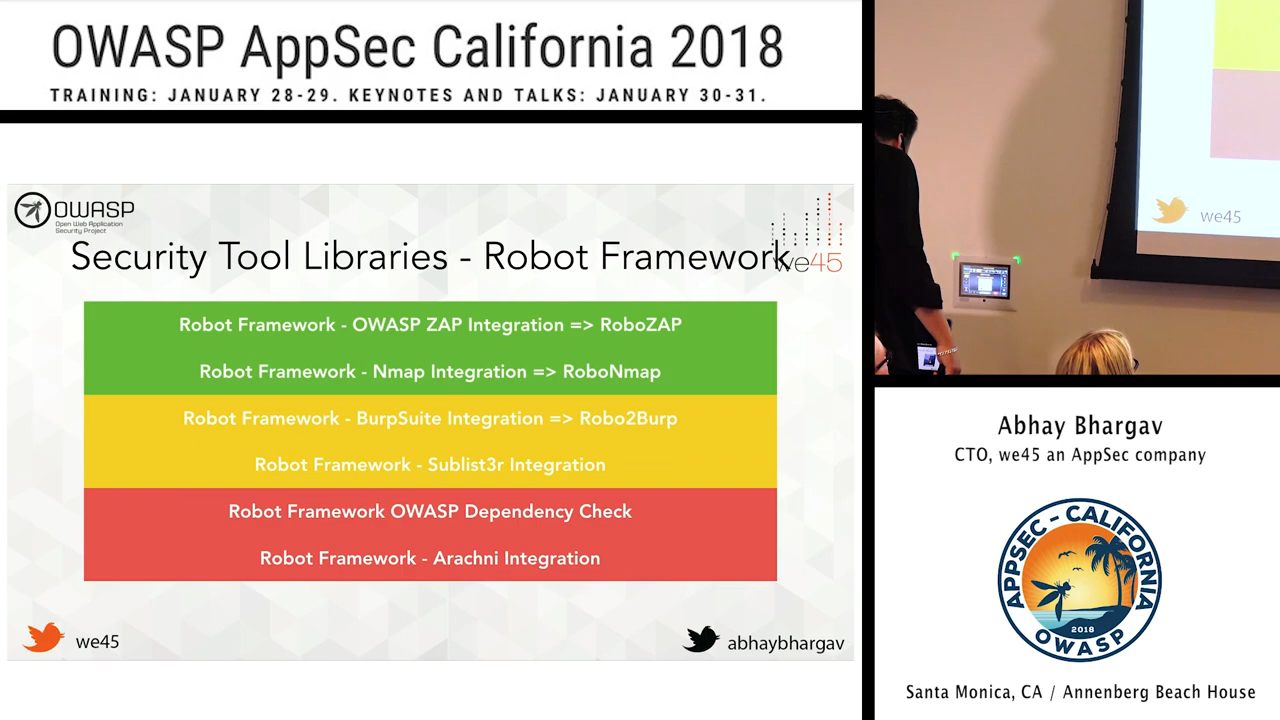 OWASP AppSec California 2018
TRAINING: JANUARY 28-29. KEYNOTES AND TALKS: JANUARY 30-31.
OWASP
Open Web Application
Security Project
Security Tool Libraries - Robot Framework
we45
Robot Framework - OWASP ZAP Integration => RoboZAP
Robot Framework - Nmap Integration => RoboNmap
Robot Framework - BurpSuite Integration => Robo2Burp
Robot Framework - Sublist3r Integration
Robot Framework OWASP Dependency Check
Robot Framework - Arachni Integration
we45
abhaybhargav
we45
Abhay Bhargav
CTO, we45 an AppSec company
APPSEC - CALIFORNIA
2018
OWASP
Santa Monica, CA / Annenberg Beach House